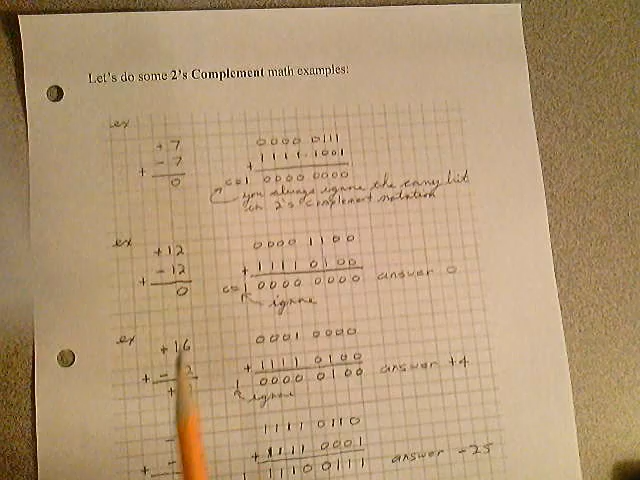 Let's do some 2's Complement math examples:
ex
+7 0000 0111
+ -7 + 1111 1001
0 c=1 0000 0000
you always ignore the carry bit
in 2's complement notation
ex
+12 0000 1100
+ -12 + 1111 0100
0 c=1 0000 0000 answer 0
ignore
ex
+16 0001 0000
+ - 2 + 1111 0100
+ 1 0000 0100 answer +4
ignore
- 1111 0110
+ - + 1111 0001
1 1110 0111 answer -25